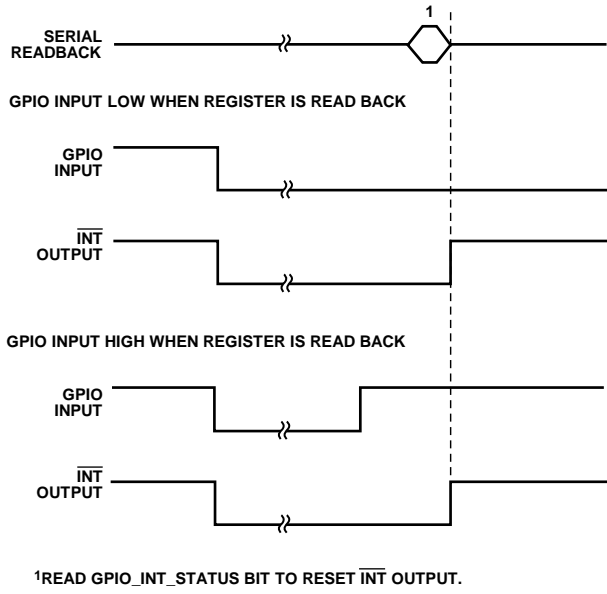 1
SERIAL
READBACK
GPIO INPUT LOW WHEN REGISTER IS READ BACK
GPIO
INPUT
INT
OUTPUT
GPIO INPUT HIGH WHEN REGISTER IS READ BACK
GPIO
INPUT
INT
OUTPUT
1READ GPIO_INT_STATUS BIT TO RESET INT OUTPUT.